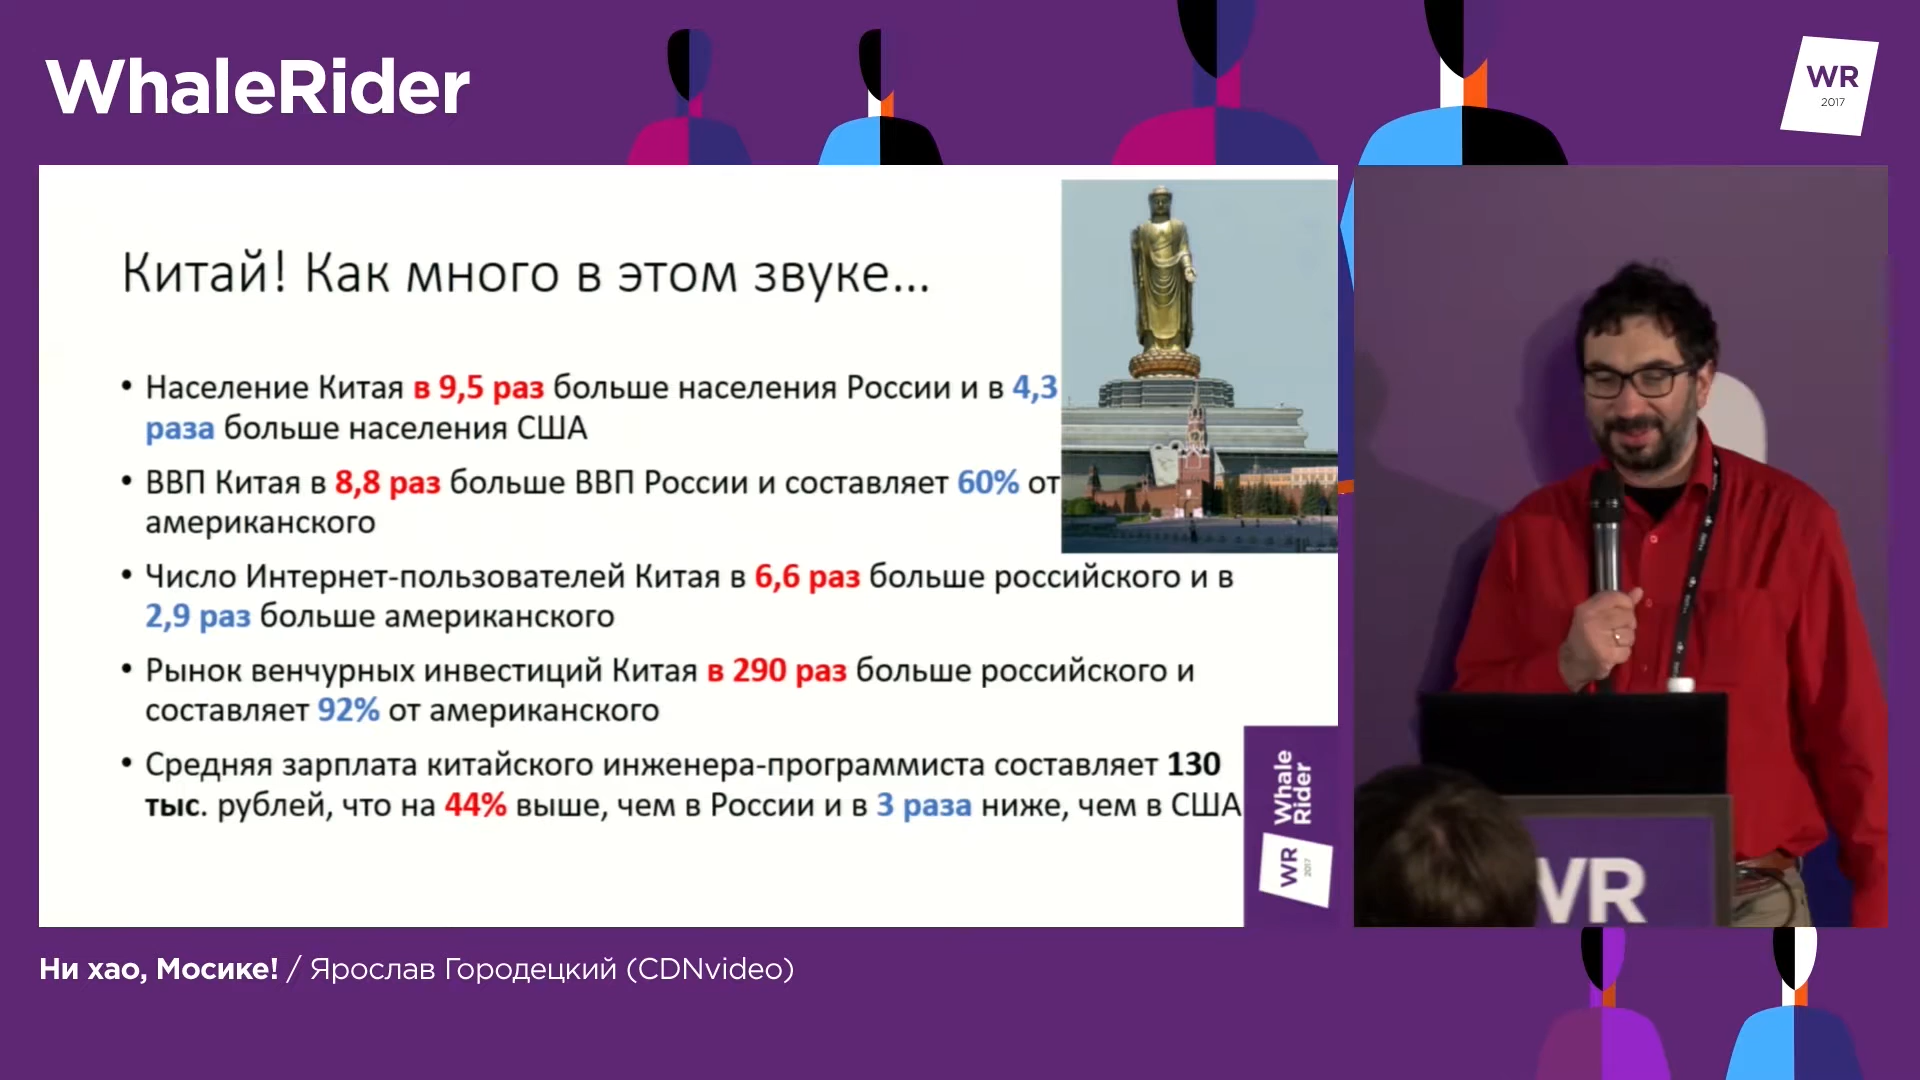 WhaleRider
WR
2017
Китай! Как много в этом звуке...
• Население Китая в 9,5 раз больше населения России и в 4,3
раза больше населения США
• ВВП Китая в 8,8 раз больше ВВП России и составляет 60% от
американского
• Число Интернет-пользователей Китая в 6,6 раз больше российского и в
2,9 раз больше американского
• Рынок венчурных инвестиций Китая в 290 раз больше российского и
составляет 92% от американского
• Средняя зарплата китайского инженера-программиста составляет 130
тыс. рублей, что на 44% выше, чем в России и в 3 раза ниже, чем в США
Whale
Rider
WR
2017
WR
Ни хао, Мосике! / Ярослав Городецкий (CDNvideo)